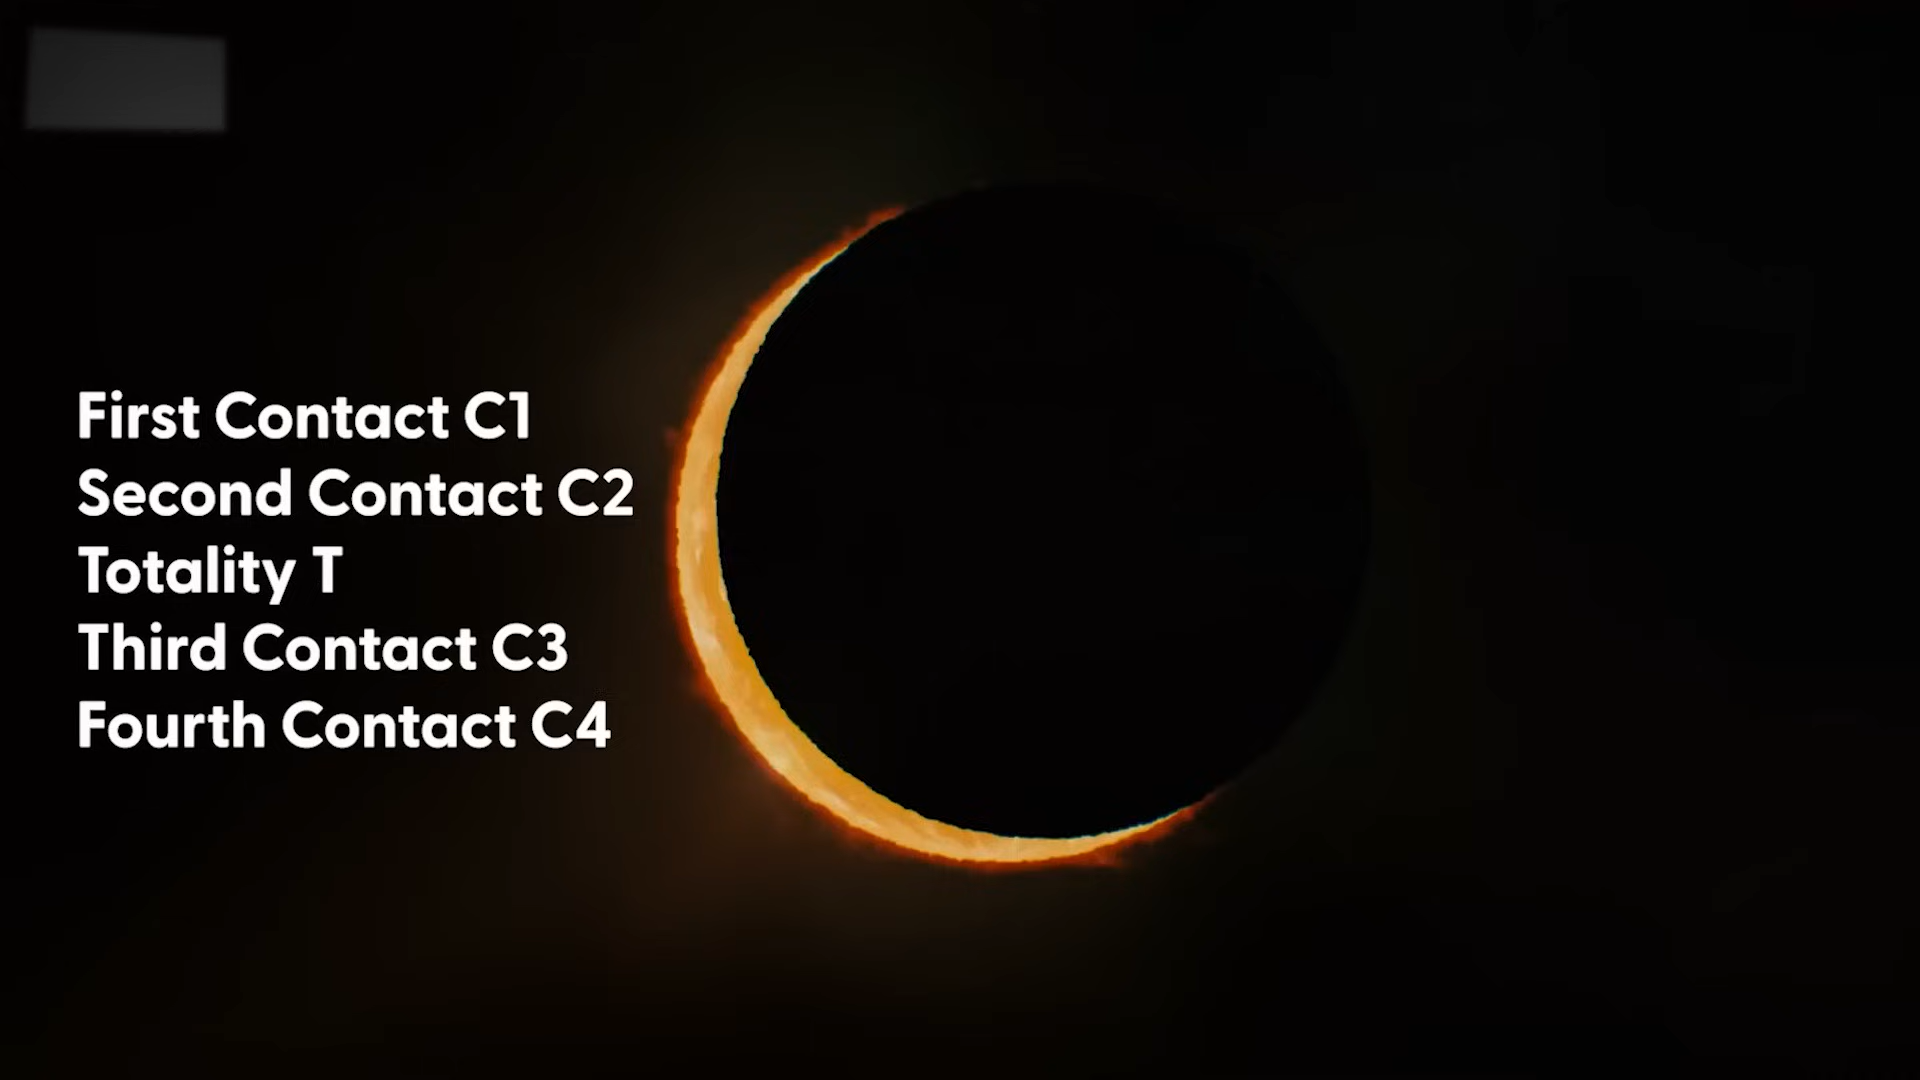 First Contact C1
Second Contact C2
Totality T
Third Contact C3
Fourth Contact C4